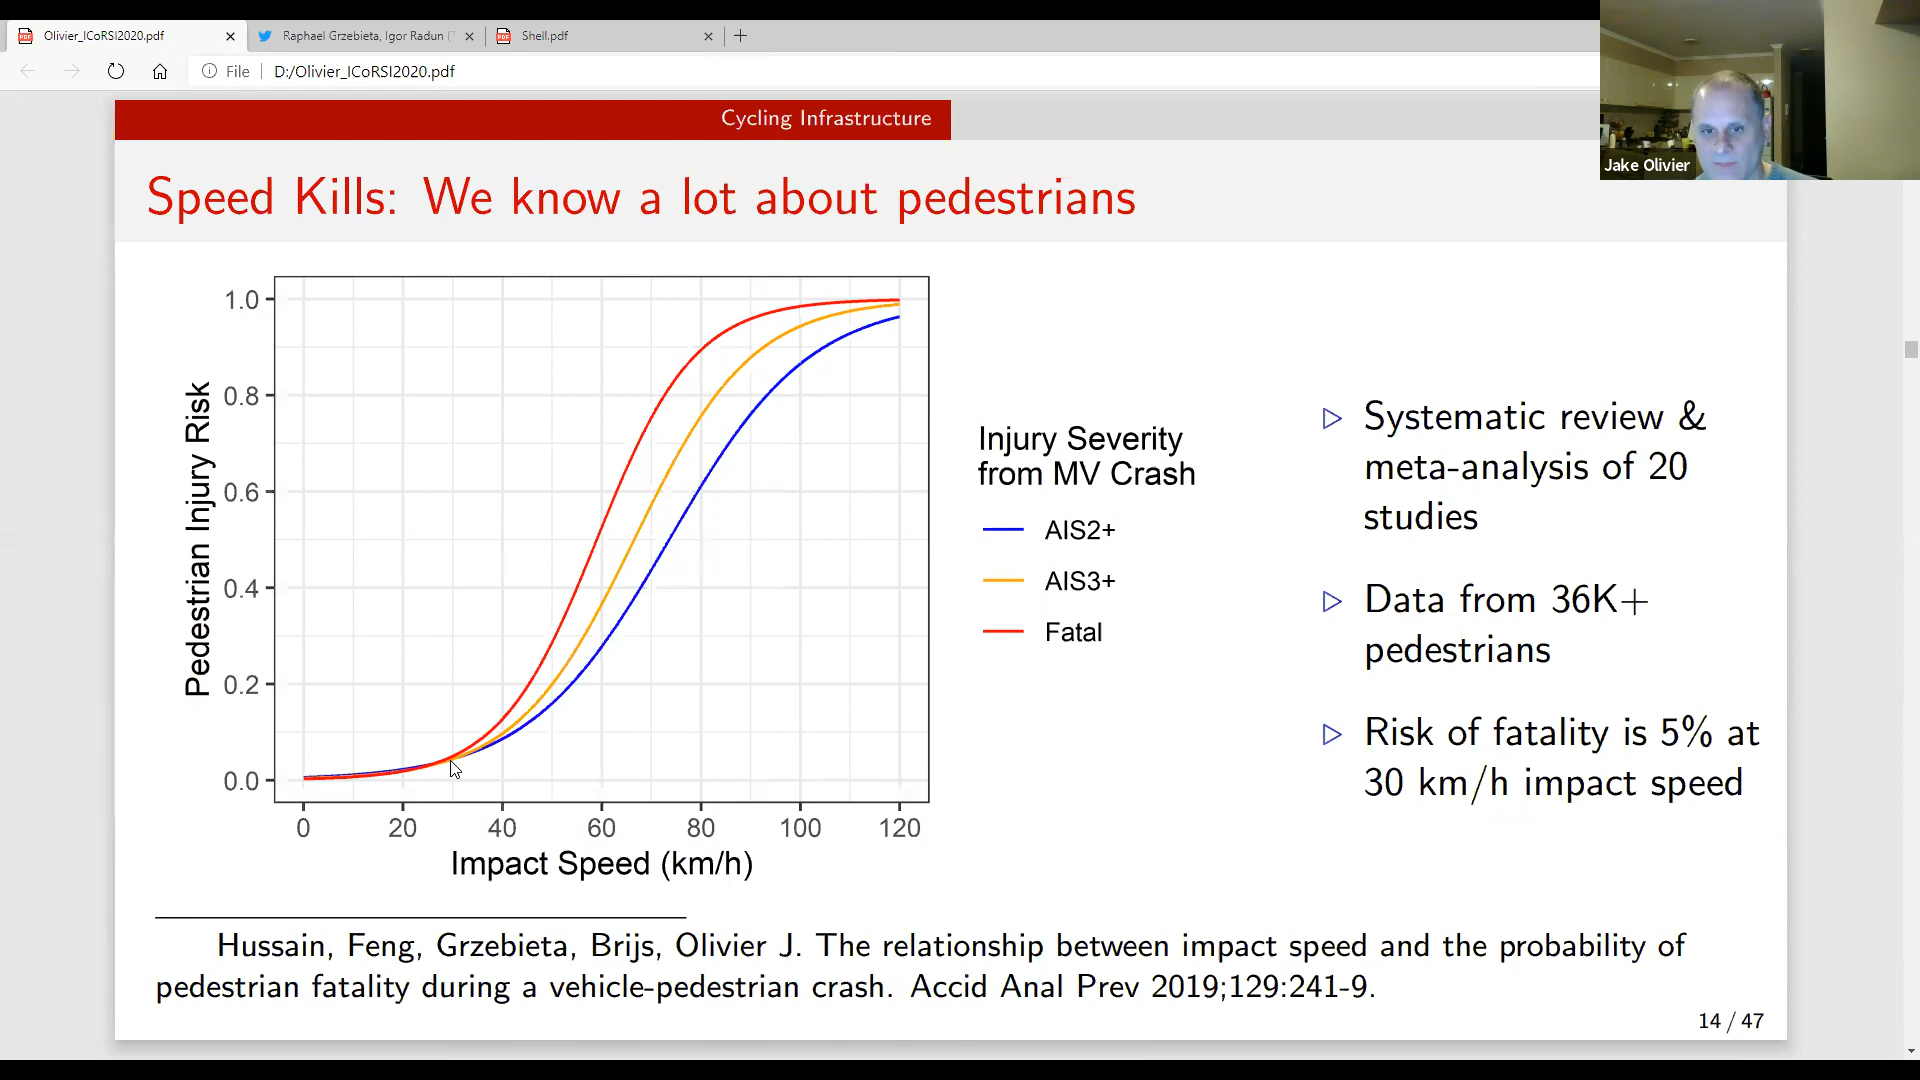 Olivier_ICoRSI2020.pdf
Raphael Grzebieta, Igor Radun (
Shell.pdf
File
D:/Olivier_ICoRSI2020.pdf
Jake Olivier
Cycling Infrastructure
Speed Kills: We know a lot about pedestrians
Pedestrian Injury Risk
1.0
0.8
0.6
0.4
0.2
0.0
0 20 40 60 80 100 120
Impact Speed (km/h)
Injury Severity
from MV Crash
AIS2+
AIS3+
Fatal
▷ Systematic review &
meta-analysis of 20
studies
▷ Data from 36K+
pedestrians
▷ Risk of fatality is 5% at
30 km/h impact speed
Hussain, Feng, Grzebieta, Brijs, Olivier J. The relationship between impact speed and the probability of
pedestrian fatality during a vehicle-pedestrian crash. Accid Anal Prev 2019;129:241-9.
14 / 47